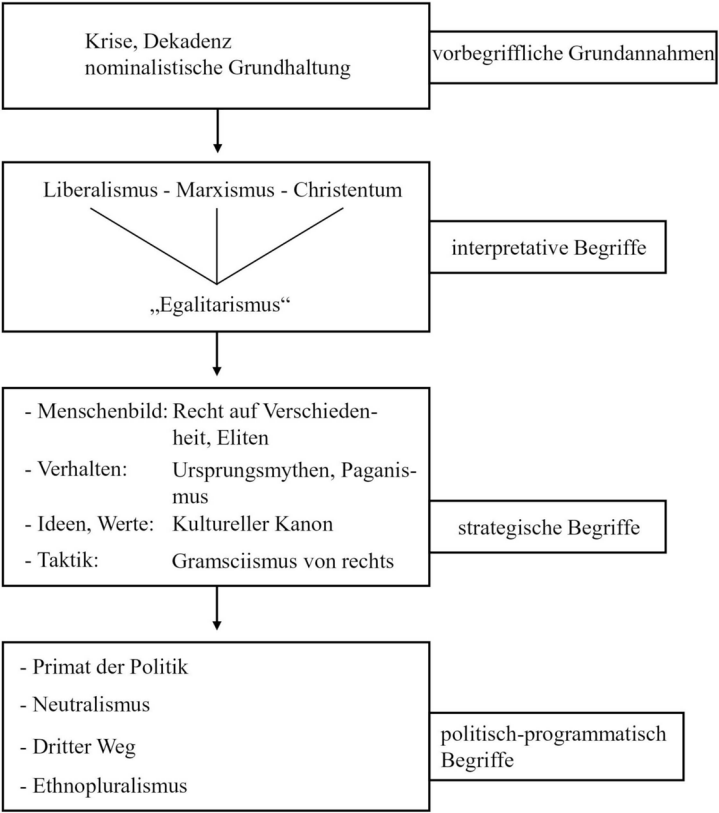 Krise, Dekadenz
nominalistische Grundhaltung
vorbegriffliche Grundannahmen
Liberalismus - Marxismus - Christentum
„Egalitarismus“
interpretative Begriffe
- Menschenbild: Recht auf Verschieden-
heit, Eliten
- Verhalten: Ursprungsmythen, Paganis-
mus
- Ideen, Werte: Kultureller Kanon
- Taktik: Gramsciismus von rechts
strategische Begriffe
- Primat der Politik
- Neutralismus
- Dritter Weg
- Ethnopluralismus
politisch-programmatisch
Begriffe